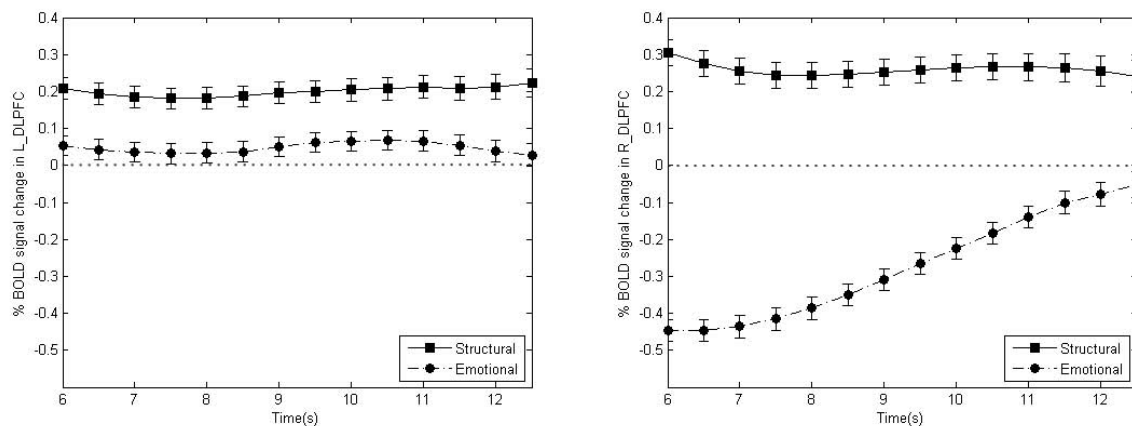 % BOLD signal change in L_DLPFC
0.4
0.3
0.2
0.1
0
-0.1
-0.2
-0.3
-0.4
-0.5
6 7 8 9 10 11 12
Time(s)
Structural
Emotional
% BOLD signal change in R_DLPFC
0.4
0.3
0.2
0.1
0
-0.1
-0.2
-0.3
-0.4
-0.5
6 7 8 9 10 11 12
Time(s)
Structural
Emotional